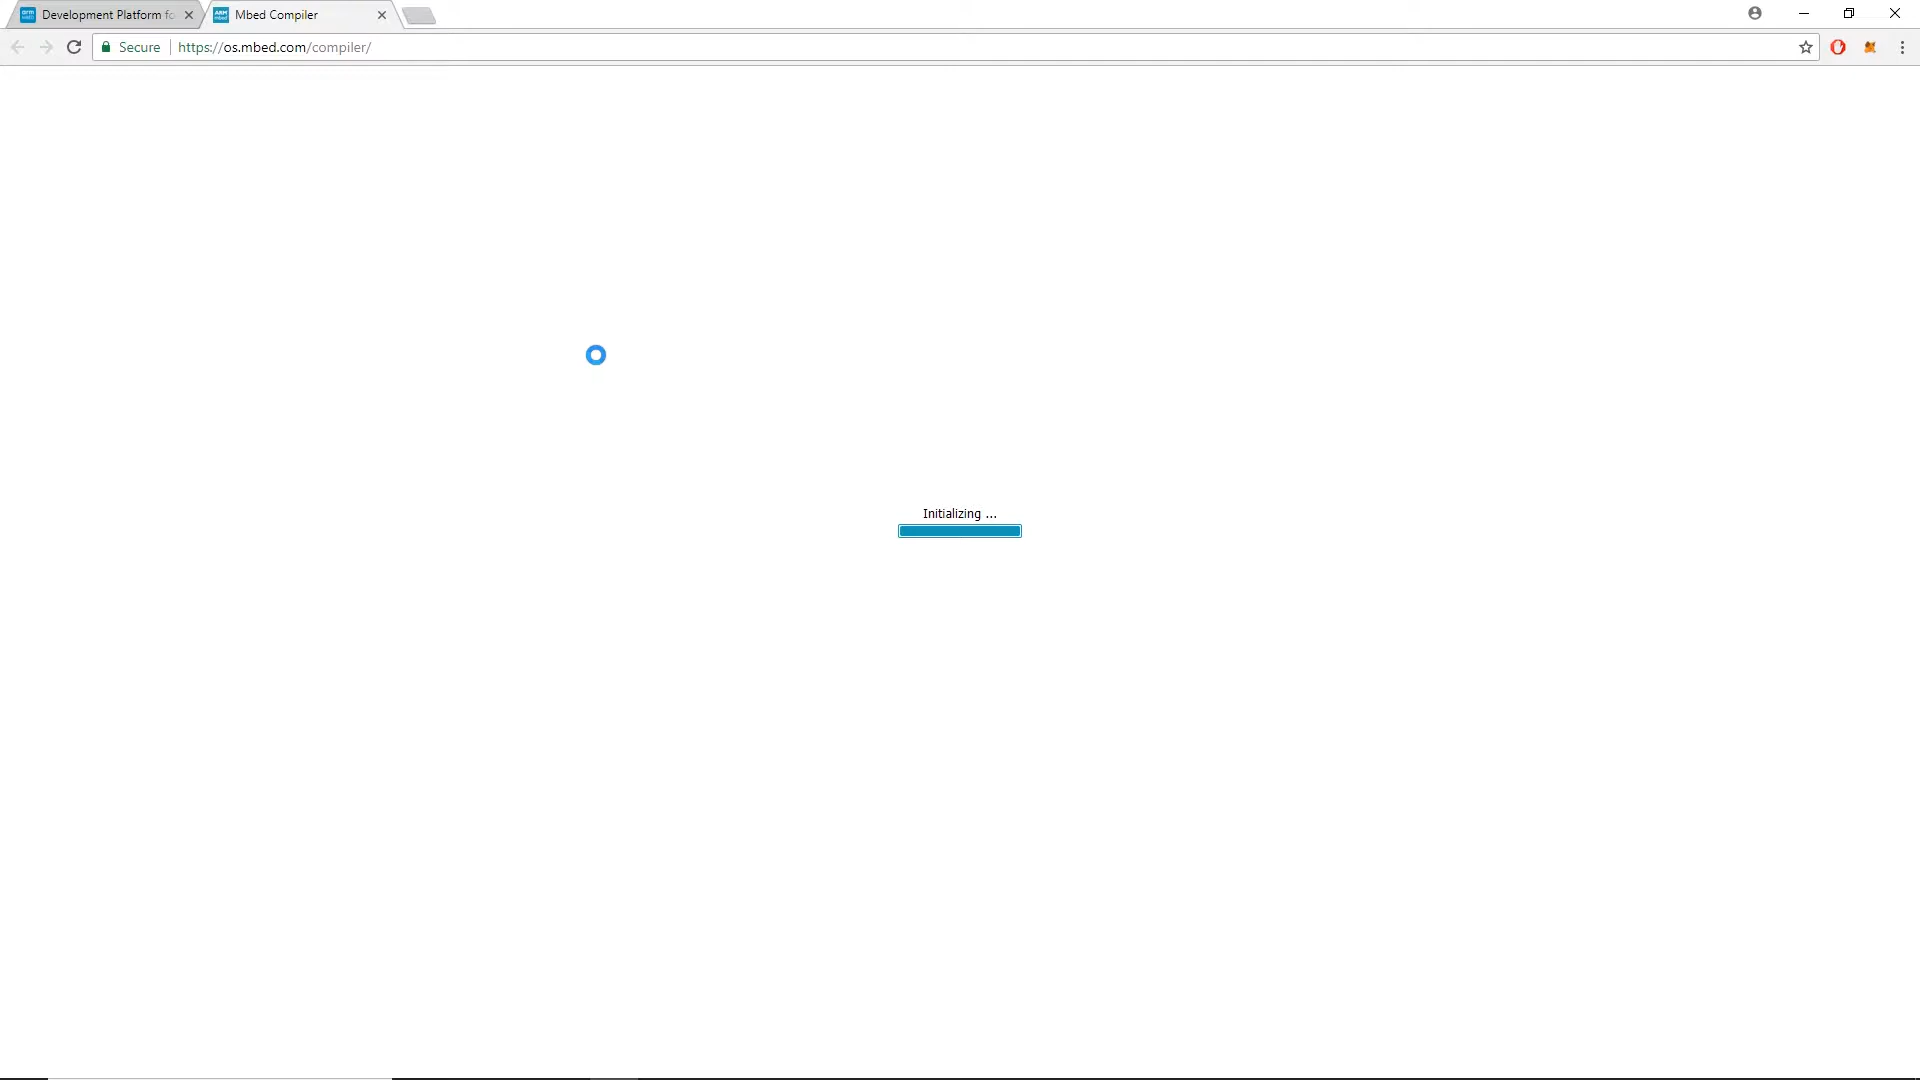 Development Platform fo
Mbed Compiler
Secure
https://os.mbed.com/compiler/
Initializing ...